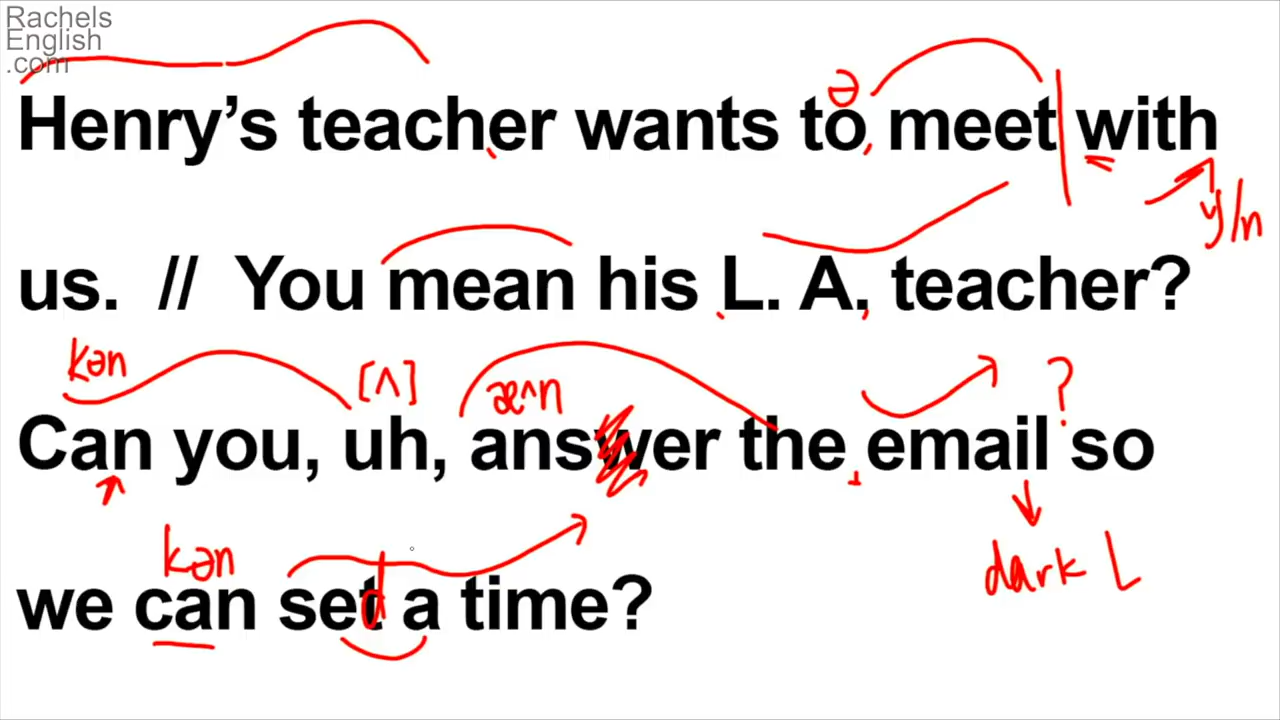 Rachels
English
.com
ə
Henry's teacher wants to meet with
y/n
us. // You mean his L. A, teacher?
kən [ʌ] æ^n ?
Can you, uh, answer the email so
kən dark L
we can set a time?
d